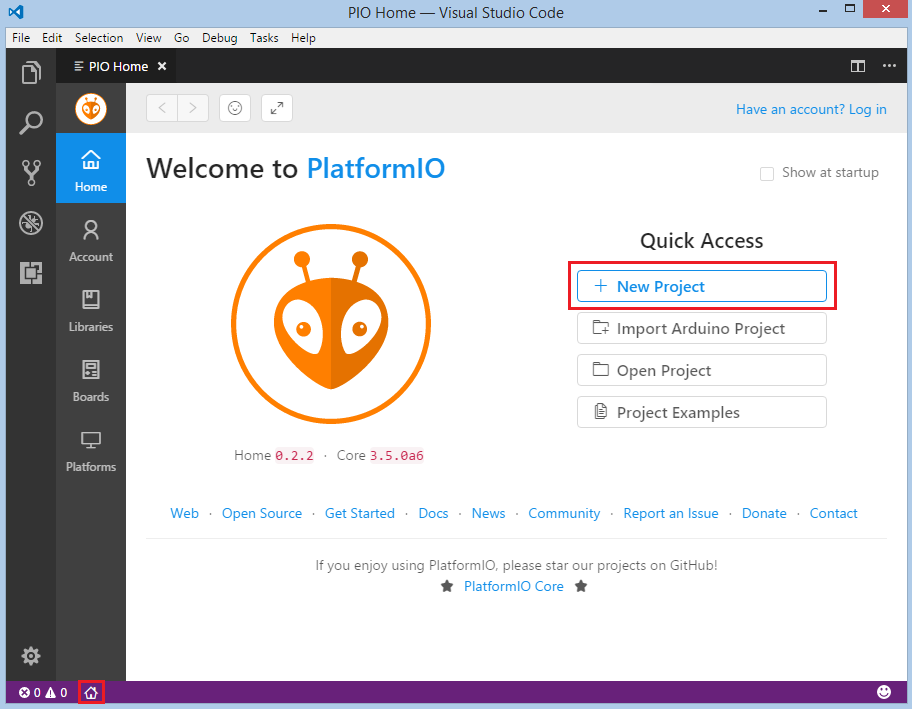 PIO Home — Visual Studio Code
File Edit Selection View Go Debug Tasks Help
PIO Home
Have an account? Log in
Home
Account
Libraries
Boards
Platforms
Welcome to PlatformIO
Show at startup
Quick Access
New Project
Import Arduino Project
Open Project
Project Examples
Home 0.2.2 · Core 3.5.0a6
Web · Open Source · Get Started · Docs · News · Community · Report an Issue · Donate · Contact
If you enjoy using PlatformIO, please star our projects on GitHub!
PlatformIO Core
0 0